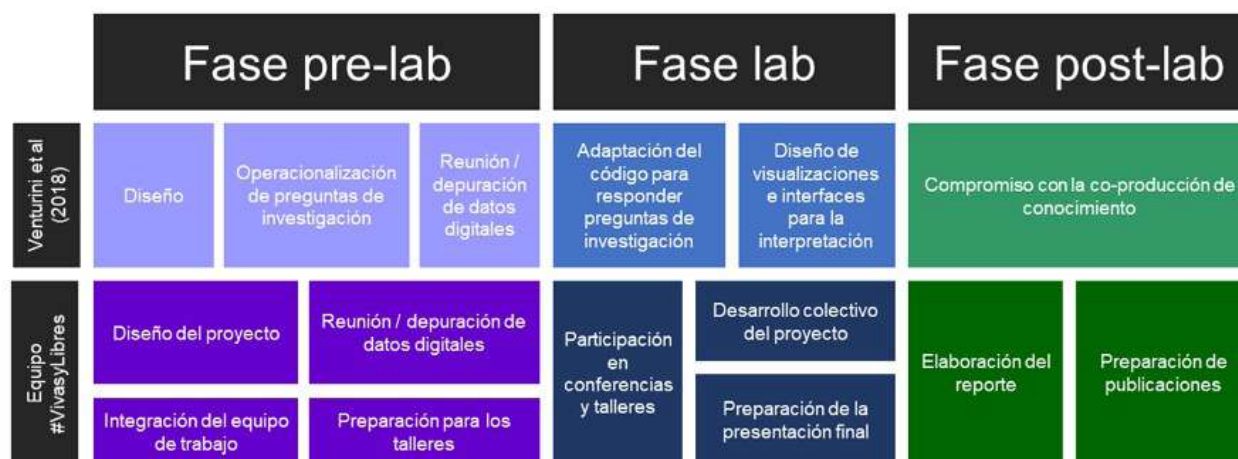 Fase pre-lab
Fase lab
Fase post-lab
Venturini et al
(2018)
Diseño
Operacionalización
de preguntas de
investigación
Reunión /
depuración
de datos
digitales
Adaptación del
código para
responder
preguntas de
investigación
Diseño de
visualizaciones
e interfaces
para la
interpretación
Compromiso con la co-producción de
conocimiento
Equipo
#VivasyLibres
Diseño del proyecto
Reunión / depuración de
datos digitales
Integración del equipo
de trabajo
Preparación para los
talleres
Participación
en
conferencias
y talleres
Desarrollo colectivo
del proyecto
Preparación de la
presentación final
Elaboración del
reporte
Preparación de
publicaciones